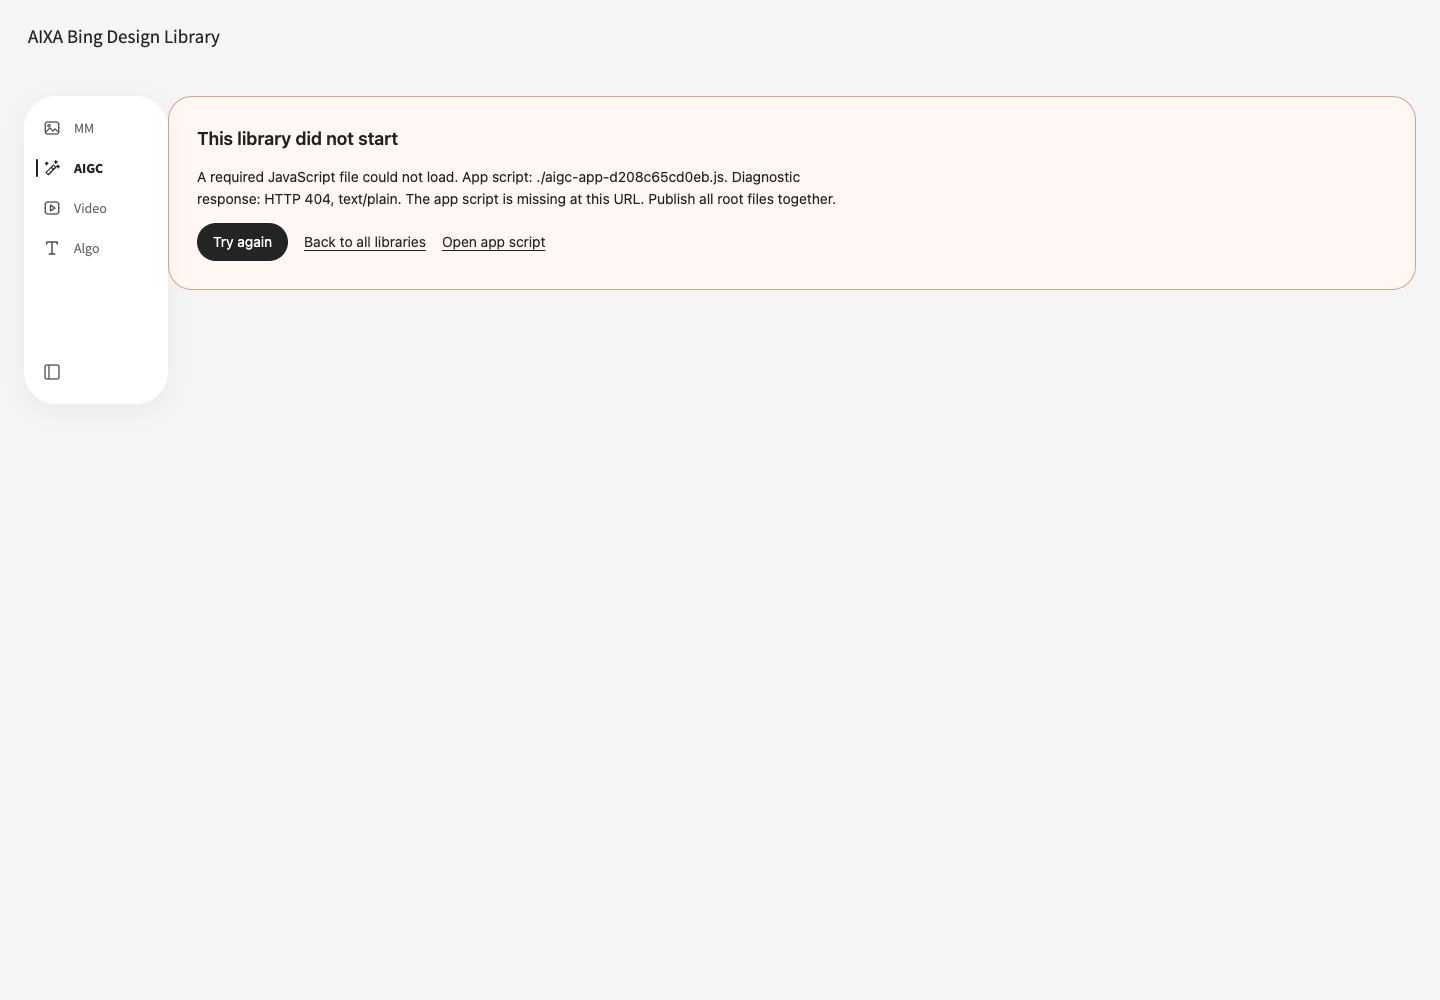 AIXA Bing Design Library
MM
AIGC
Video
Algo
This library did not start
A required JavaScript file could not load. App script: ./aigc-app-d208c65cd0eb.js. Diagnostic
response: HTTP 404, text/plain. The app script is missing at this URL. Publish all root files together.
Try again
Back to all libraries
Open app script